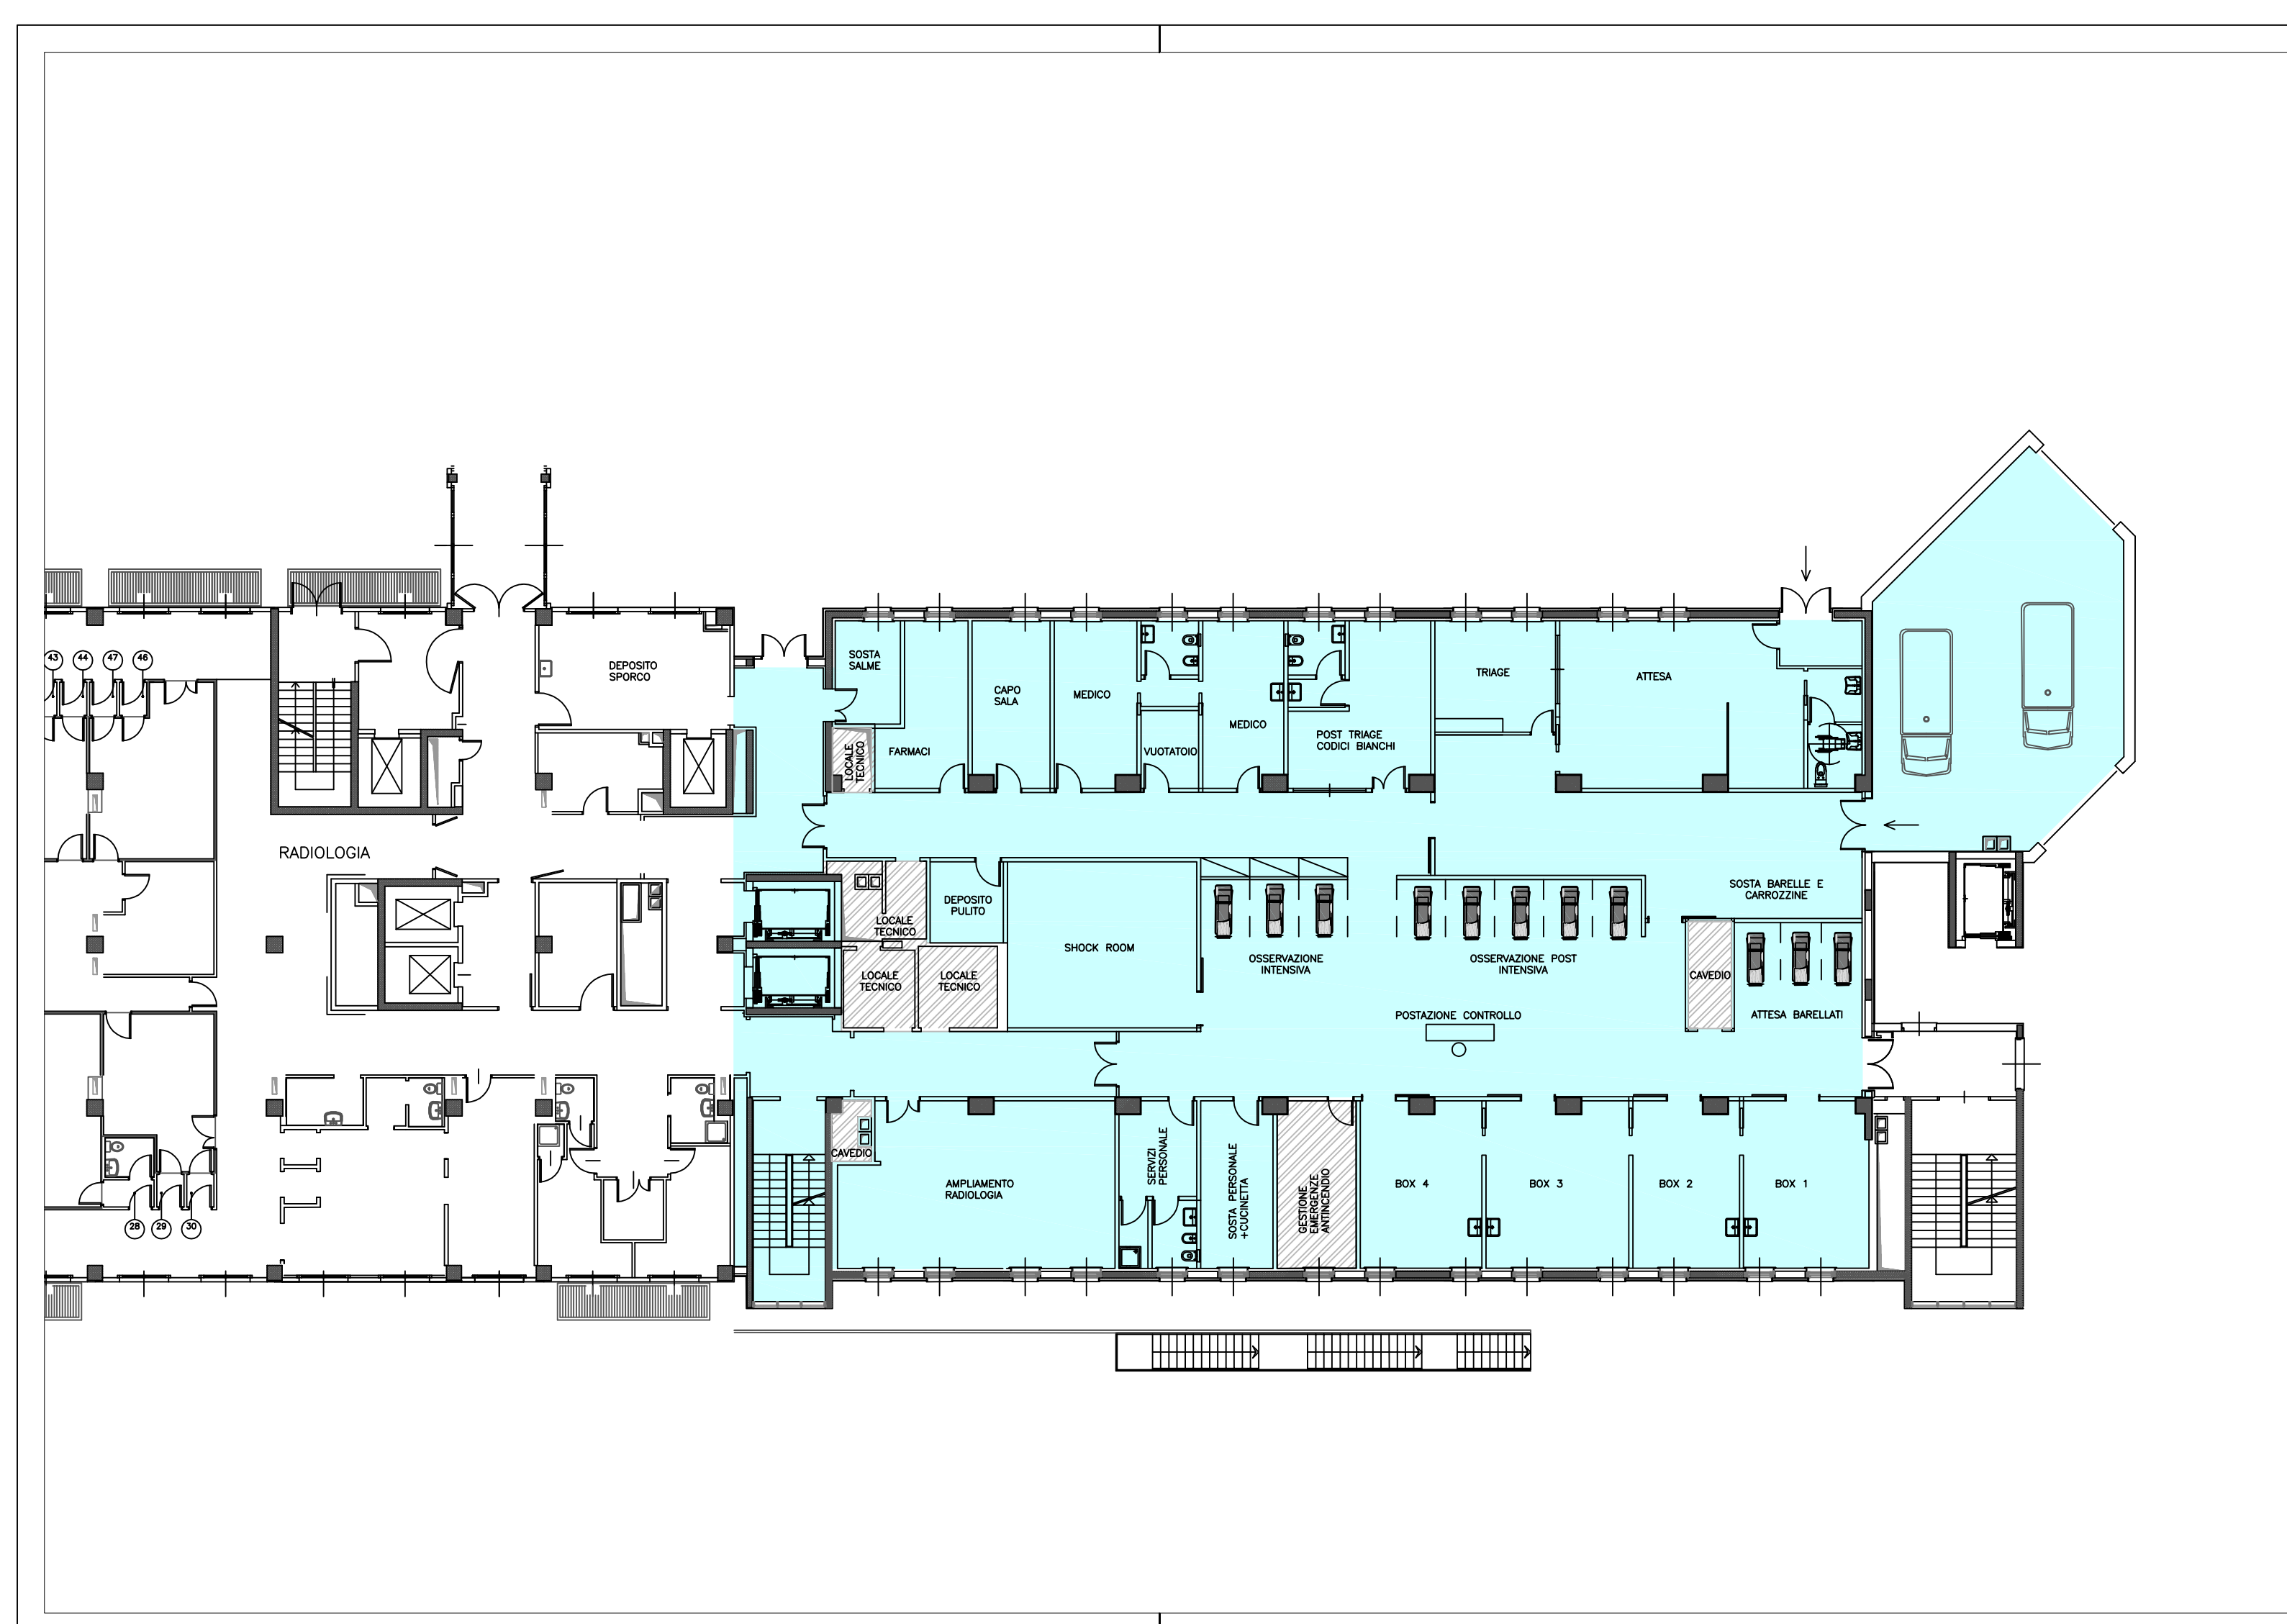 43
44
47
46
DEPOSITO
SPORCO
RADIOLOGIA
28
29
30
SOSTA
SALME
LOCALE
TECNICO
FARMACI
CAPO
SALA
MEDICO
VUOTATOIO
MEDICO
POST TRIAGE
CODICI BIANCHI
TRIAGE
ATTESA
LOCALE
TECNICO
DEPOSITO
PULITO
LOCALE
TECNICO
LOCALE
TECNICO
SHOCK ROOM
OSSERVAZIONE
INTENSIVA
OSSERVAZIONE POST
INTENSIVA
SOSTA BARELLE E
CARROZZINE
CAVEDIO
ATTESA BARELLATI
POSTAZIONE CONTROLLO
CAVEDIO
AMPLIAMENTO
RADIOLOGIA
SERVIZI
PERSONALE
SOSTA PERSONALE
+CUCINETTA
GESTIONE
EMERGENZE
ANTINCENDIO
BOX 4
BOX 3
BOX 2
BOX 1